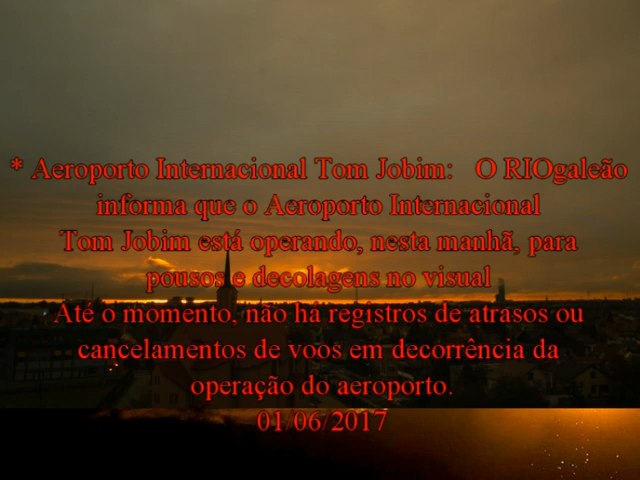 * Aeroporto Internacional Tom Jobim:   O RIOgaleão
informa que o Aeroporto Internacional
Tom Jobim está operando, nesta manhã, para
pousos e decolagens no visual
Até o momento, não há registros de atrasos ou
cancelamentos de voos em decorrência da
operação do aeroporto.
01/06/2017